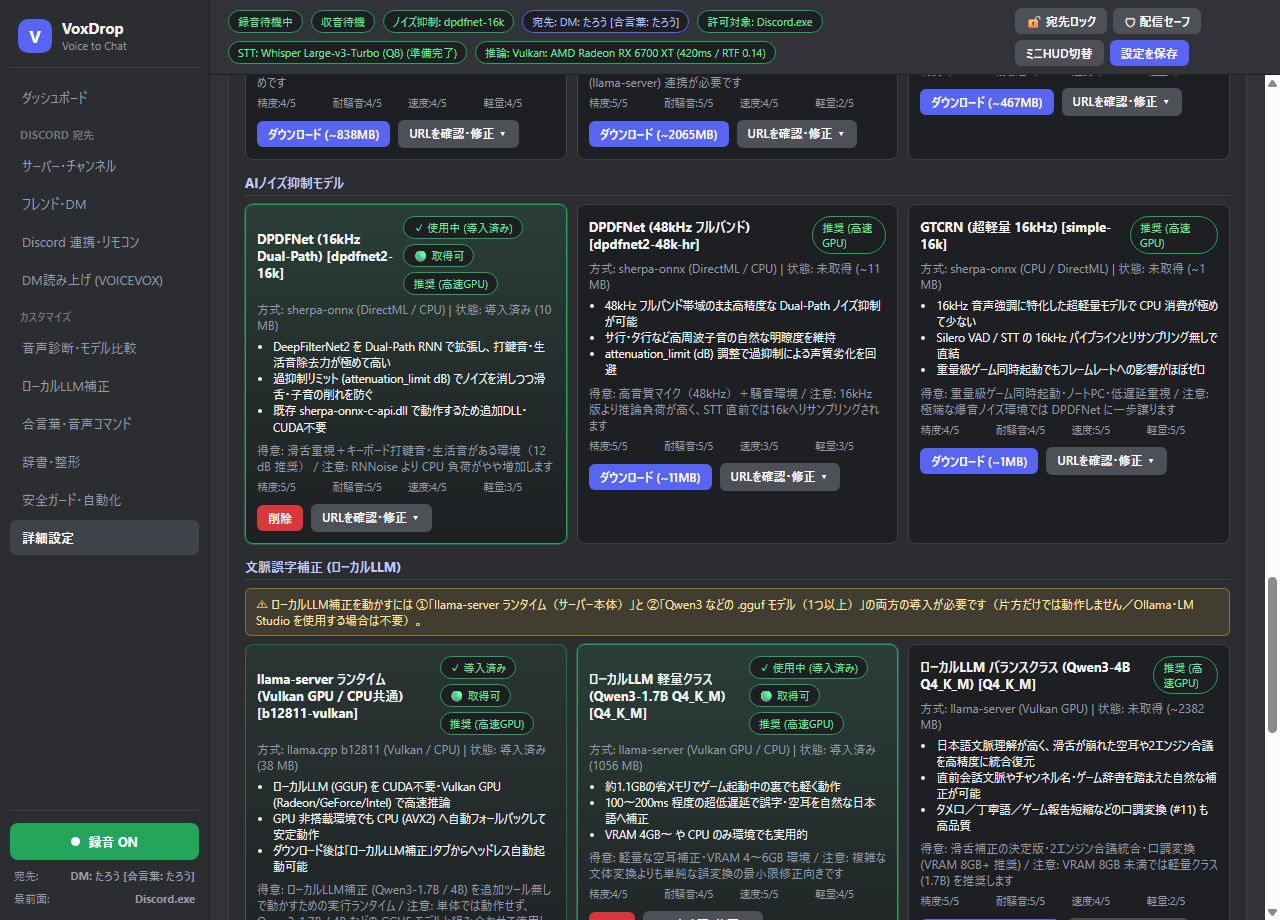 V
VoxDrop
Voice to Chat
録音待機中
収音待機
ノイズ抑制: dpdfnet-16k
宛先: DM: たろう [合言葉: たろう]
許可対象: Discord.exe
STT: Whisper Large-v3-Turbo (Q8) (準備完了)
推論: Vulkan: AMD Radeon RX 6700 XT (420ms / RTF 0.14)
宛先ロック
配信セーフ
ミニHUD切替
設定を保存
ダッシュボード
DISCORD 宛先
サーバー・チャンネル
フレンド・DM
Discord 連携・リモコン
DM読み上げ (VOICEVOX)
カスタマイズ
音声診断・モデル比較
ローカルLLM補正
合言葉・音声コマンド
辞書・整形
安全ガード・自動化
詳細設定
録音 ON
宛先: DM: たろう [合言葉: たろう]
最前面: Discord.exe
めです
精度:4/5 耐騒音:4/5 速度:4/5 軽量:4/5
ダウンロード (~838MB)
URLを確認・修正 ▼
(llama-server) 連携が必要です
精度:5/5 耐騒音:5/5 速度:4/5 軽量:2/5
ダウンロード (~2065MB)
URLを確認・修正 ▼
ダウンロード (~467MB)
URLを確認・修正 ▼
AIノイズ抑制モデル
DPDFNet (16kHz
Dual-Path) [dpdfnet2-
16k]
✓ 使用中 (導入済み)
取得可
推奨 (高速GPU)
方式: sherpa-onnx (DirectML / CPU) | 状態: 導入済み (10
MB)
• DeepFilterNet2 を Dual-Path RNN で拡張し、打鍵音・生
活音除去力が極めて高い
• 過抑制リミット (attenuation_limit dB) でノイズを消しつつ滑
舌・子音の削れを防ぐ
• 既存 sherpa-onnx-c-api.dll で動作するため追加DLL・
CUDA不要
得意: 滑舌重視＋キーボード打鍵音・生活音がある環境（12
dB 推奨） / 注意: RNNoise より CPU 負荷がやや増加します
精度:5/5 耐騒音:5/5 速度:4/5 軽量:3/5
削除
URLを確認・修正 ▼
DPDFNet (48kHz フルバンド)
[dpdfnet2-48k-hr]
推奨 (高速
GPU)
方式: sherpa-onnx (DirectML / CPU) | 状態: 未取得 (~11
MB)
• 48kHz フルバンド帯域のまま高精度な Dual-Path ノイズ抑制
が可能
• サ行・タ行など高周波子音の自然な明瞭度を維持
• attenuation_limit (dB) 調整で過抑制による声質劣化を回
避
得意: 高音質マイク（48kHz）＋騒音環境 / 注意: 16kHz
版より推論負荷が高く、STT 直前では16kへリサンプリングされ
ます
精度:5/5 耐騒音:5/5 速度:3/5 軽量:3/5
ダウンロード (~11MB)
URLを確認・修正 ▼
GTCRN (超軽量 16kHz) [simple-
16k]
推奨 (高速
GPU)
方式: sherpa-onnx (CPU / DirectML) | 状態: 未取得 (~1
MB)
• 16kHz 音声強調に特化した超軽量モデルで CPU 消費が極め
て少ない
• Silero VAD / STT の 16kHz パイプラインとリサンプリング無しで
直結
• 重量級ゲーム同時起動でもフレームレートへの影響がほぼゼロ
得意: 重量級ゲーム同時起動・ノートPC・低遅延重視 / 注意:
極端な爆音ノイズ環境では DPDFNet に一歩譲ります
精度:4/5 耐騒音:4/5 速度:5/5 軽量:5/5
ダウンロード (~1MB)
URLを確認・修正 ▼
文脈誤字補正 (ローカルLLM)
⚠ ローカルLLM補正を動かすには ①「llama-server ランタイム（サーバー本体）」と ②「Qwen3 などの .gguf モデル（1つ以上）」の両方の導入が必要です（片方だけでは動作しません／Ollama・LM
Studio を使用する場合は不要）。
llama-server ランタイム
(Vulkan GPU / CPU共通)
[b12811-vulkan]
✓ 導入済み
取得可
推奨 (高速GPU)
方式: llama.cpp b12811 (Vulkan / CPU) | 状態: 導入済み
(38 MB)
• ローカルLLM (GGUF) を CUDA不要・Vulkan GPU
(Radeon/GeForce/Intel) で高速推論
• GPU 非搭載環境でも CPU (AVX2) へ自動フォールバックして
安定動作
• ダウンロード後は「ローカルLLM補正」タブからヘッドレス自動起
動可能
得意: ローカルLLM補正 (Qwen3-1.7B / 4B) を追加ツール無し
で動かすための実行ランタイム / 注意: 単体では動作せず、
ローカルLLM 軽量クラス
(Qwen3-1.7B Q4_K_M)
[Q4_K_M]
✓ 使用中 (導入済み)
取得可
推奨 (高速GPU)
方式: llama-server (Vulkan GPU / CPU) | 状態: 導入済み
(1056 MB)
• 約1.1GBの省メモリでゲーム起動中の裏でも軽く動作
• 100～200ms 程度の超低遅延で誤字・空耳を自然な日本
語へ補正
• VRAM 4GB～ や CPU のみ環境でも実用的
得意: 軽量な空耳補正・VRAM 4～6GB 環境 / 注意: 複雑な
文体変換よりも単純な誤変換の最小限修正向きです
精度:4/5 耐騒音:4/5 速度:5/5 軽量:4/5
ローカルLLM バランスクラス (Qwen3-4B
Q4_K_M) [Q4_K_M]
推奨 (高
速GPU)
方式: llama-server (Vulkan GPU) | 状態: 未取得 (~2382
MB)
• 日本語文脈理解が高く、滑舌が崩れた空耳や2エンジン合議
を高精度に統合復元
• 直前会話文脈やチャンネル名・ゲーム辞書を踏まえた自然な補
正が可能
• タメ口／丁寧語／ゲーム報告短縮などの口調変換 (#11) も
高品質
得意: 滑舌補正の決定版・2エンジン合議統合・口調変換
(VRAM 8GB+ 推奨) / 注意: VRAM 8GB 未満では軽量クラス
(1.7B) を推奨します
精度:5/5 耐騒音:5/5 速度:4/5 軽量:3/5